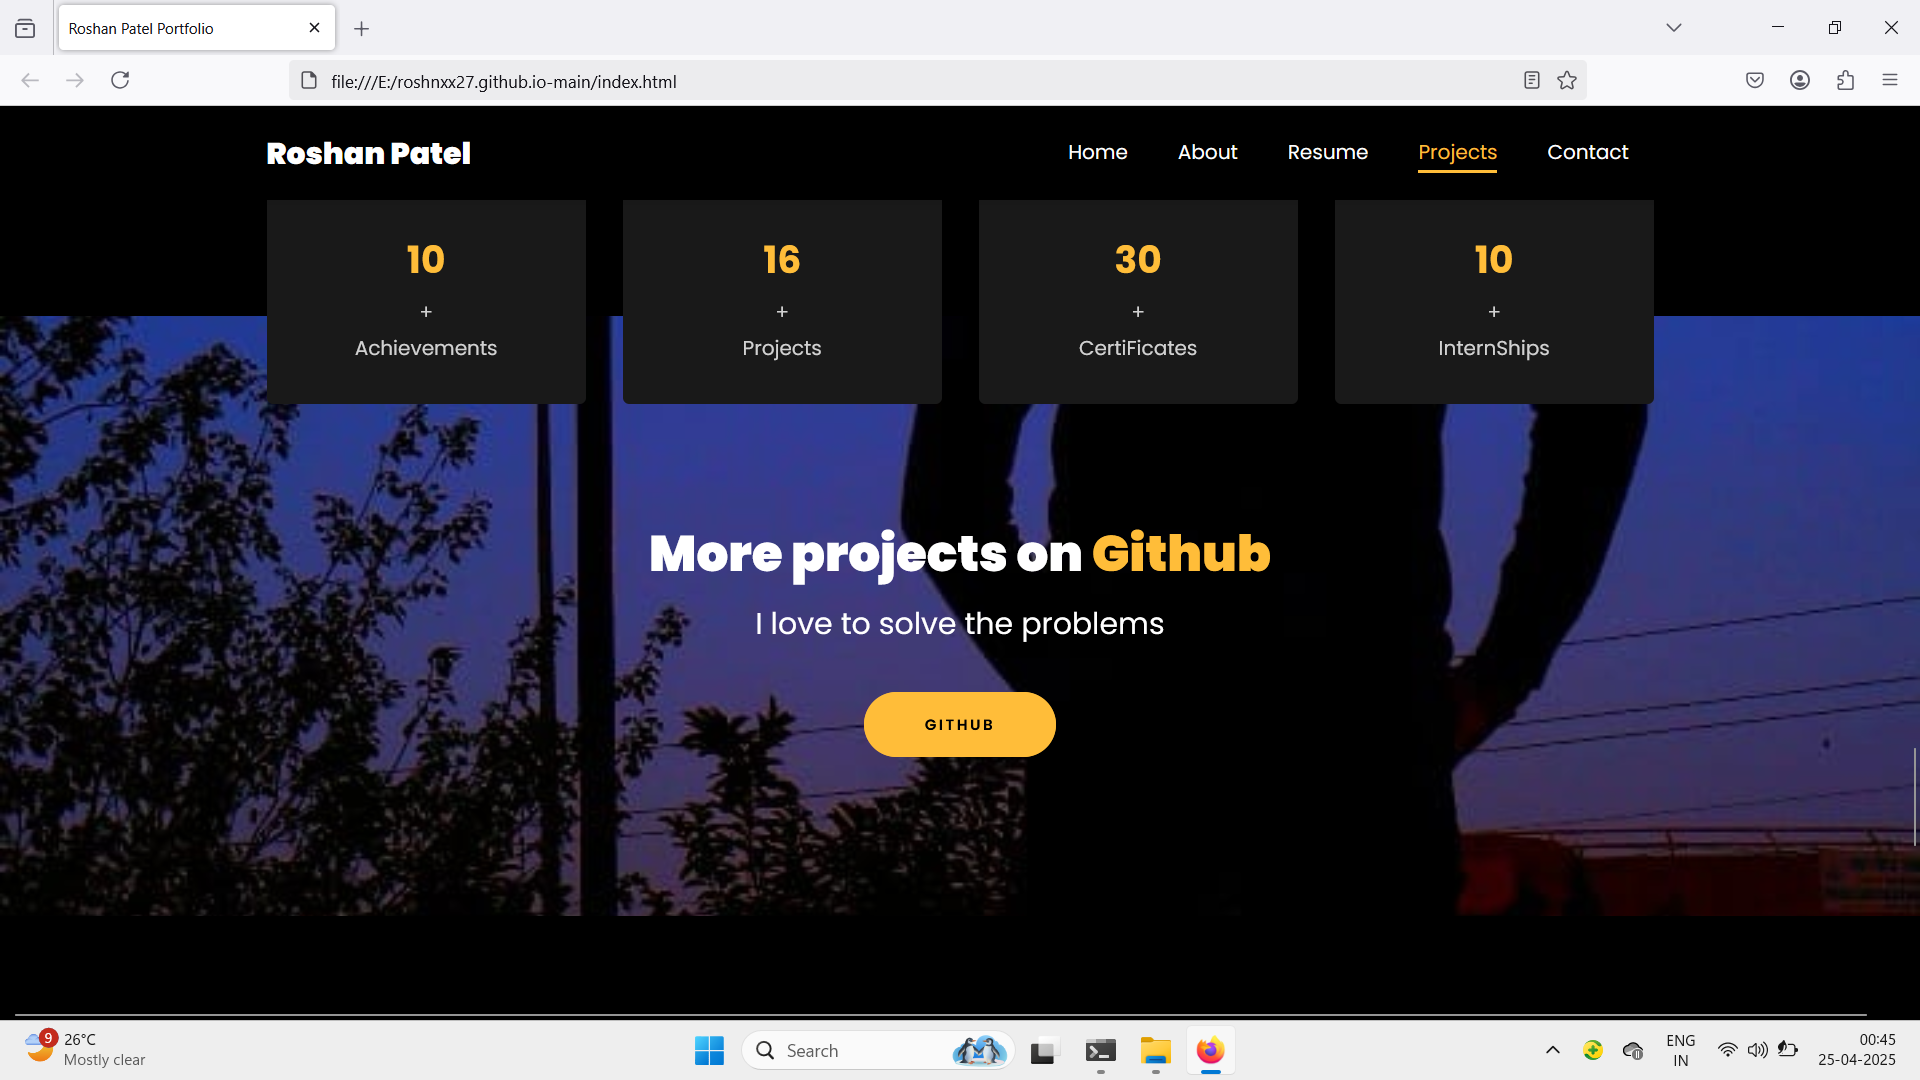 Roshan Patel Portfolio
file:///E:/roshnxx27.github.io-main/index.html
Roshan Patel
Home About Resume Projects Contact
10 16 30 10
+ + + +
Achievements Projects CertiFicates InternShips
More projects on Github
I love to solve the problems
GITHUB
9
26°C
Mostly clear
Search
ENG
IN
00:45
25-04-2025